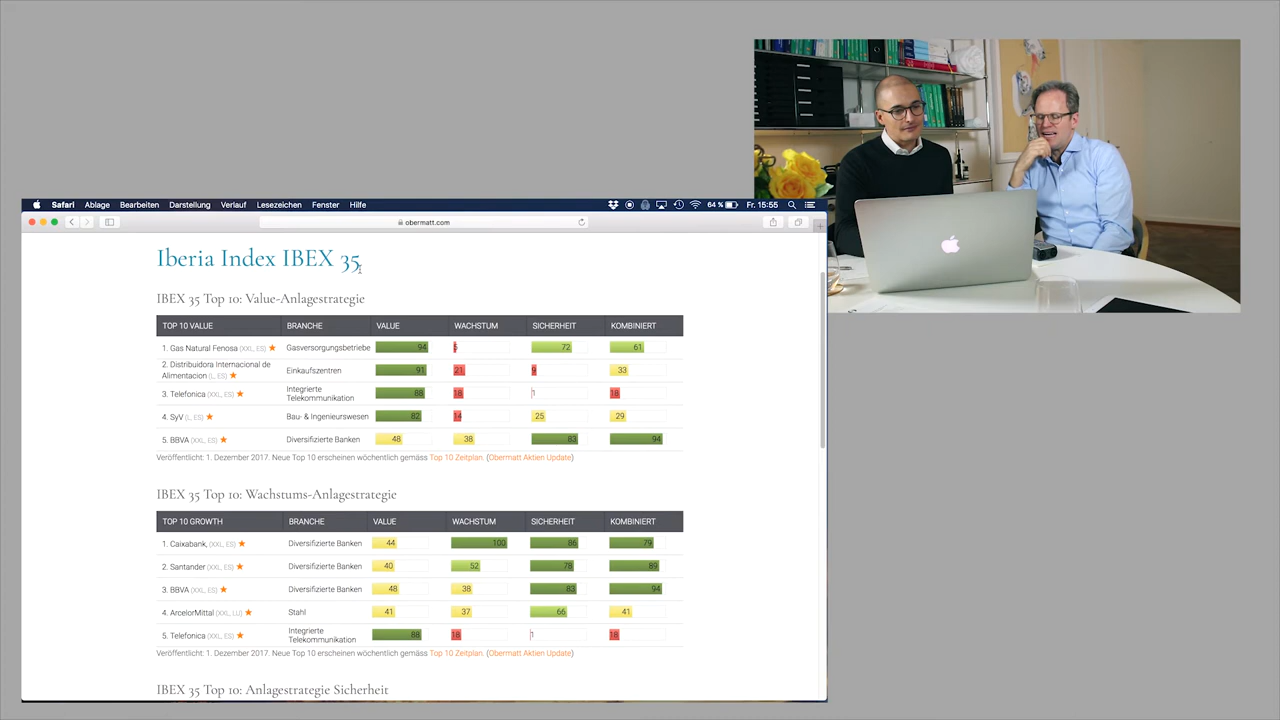 Safari Ablage Bearbeiten Darstellung Verlauf Lesezeichen Fenster Hilfe 64 % Fr. 15:55
obermatt.com
Iberia Index IBEX 35
IBEX 35 Top 10: Value-Anlagestrategie
TOP 10 VALUE BRANCHE VALUE WACHSTUM SICHERHEIT KOMBINIERT
1. Gas Natural Fenosa (XXL, ES) ★ Gasversorgungsbetriebe 94 5 72 61
2. Distribuidora Internacional de
Alimentacion (L, ES) ★ Einkaufszentren 91 21 9 33
3. Telefonica (XXL, ES) ★ Integrierte
Telekommunikation 88 18 1 18
4. SyV (L, ES) ★ Bau- & Ingenieurswesen 82 14 25 29
5. BBVA (XXL, ES) ★ Diversifizierte Banken 48 38 83 94
Veröffentlicht: 1. Dezember 2017. Neue Top 10 erscheinen wöchentlich gemäss Top 10 Zeitplan. (Obermatt Aktien Update)
IBEX 35 Top 10: Wachstums-Anlagestrategie
TOP 10 GROWTH BRANCHE VALUE WACHSTUM SICHERHEIT KOMBINIERT
1. Caixabank, (XXL, ES) ★ Diversifizierte Banken 44 100 86 79
2. Santander (XXL, ES) ★ Diversifizierte Banken 40 52 78 89
3. BBVA (XXL, ES) ★ Diversifizierte Banken 48 38 83 94
4. ArcelorMittal (XXL, LU) ★ Stahl 41 37 66 41
5. Telefonica (XXL, ES) ★ Integrierte
Telekommunikation 88 18 1 18
Veröffentlicht: 1. Dezember 2017. Neue Top 10 erscheinen wöchentlich gemäss Top 10 Zeitplan. (Obermatt Aktien Update)
IBEX 35 Top 10: Anlagestrategie Sicherheit